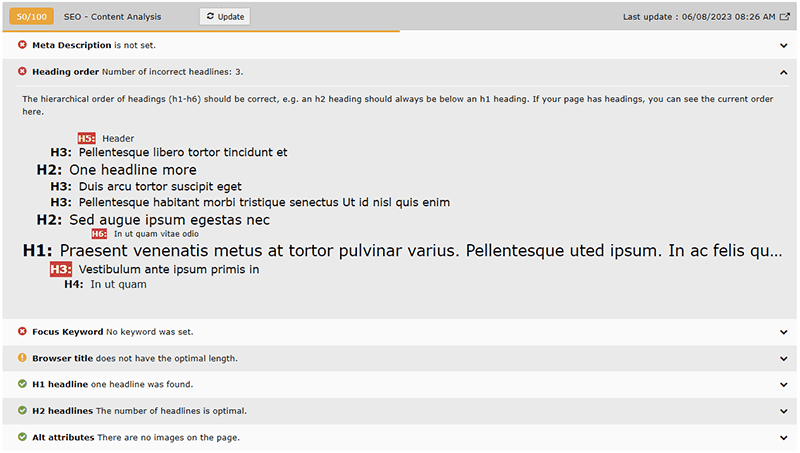 50/100 SEO - Content Analysis Update Last update : 06/08/2023 08:26 AM
Meta Description is not set.
Heading order Number of incorrect headlines: 3.
The hierarchical order of headings (h1-h6) should be correct, e.g. an h2 heading should always be below an h1 heading. If your page has headings, you can see the current order
here.
H5: Header
H3: Pellentesque libero tortor tincidunt et
H2: One headline more
H3: Duis arcu tortor suscipit eget
H3: Pellentesque habitant morbi tristique senectus Ut id nisl quis enim
H2: Sed augue ipsum egestas nec
H6: In ut quam vitae odio
H1: Praesent venenatis metus at tortor pulvinar varius. Pellentesque uted ipsum. In ac felis qu...
H3: Vestibulum ante ipsum primis in
H4: In ut quam
Focus Keyword No keyword was set.
Browser title does not have the optimal length.
H1 headline one headline was found.
H2 headlines The number of headlines is optimal.
Alt attributes There are no images on the page.